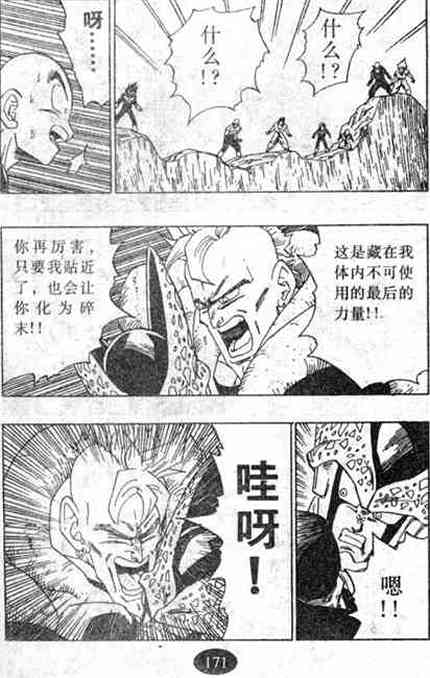 什么!?
什么!?
呀……
这是藏在我
体内不可使
用的最后的
力量!!
你再厉害,
只要我贴近
了,也会让
你化为碎
末!!
嗯!!
哇呀!
171